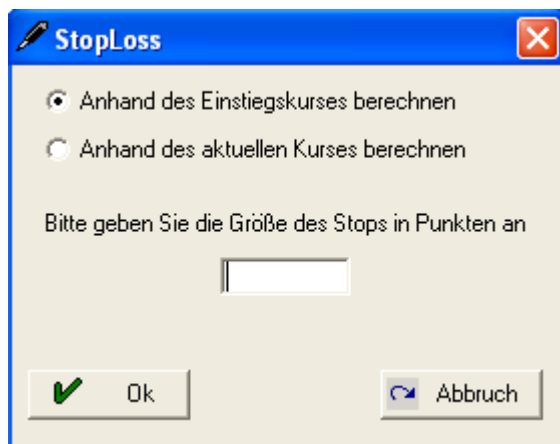 StopLoss
Anhand des Einstiegskurses berechnen
Anhand des aktuellen Kurses berechnen
Bitte geben Sie die Größe des Stops in Punkten an
Ok Abbruch